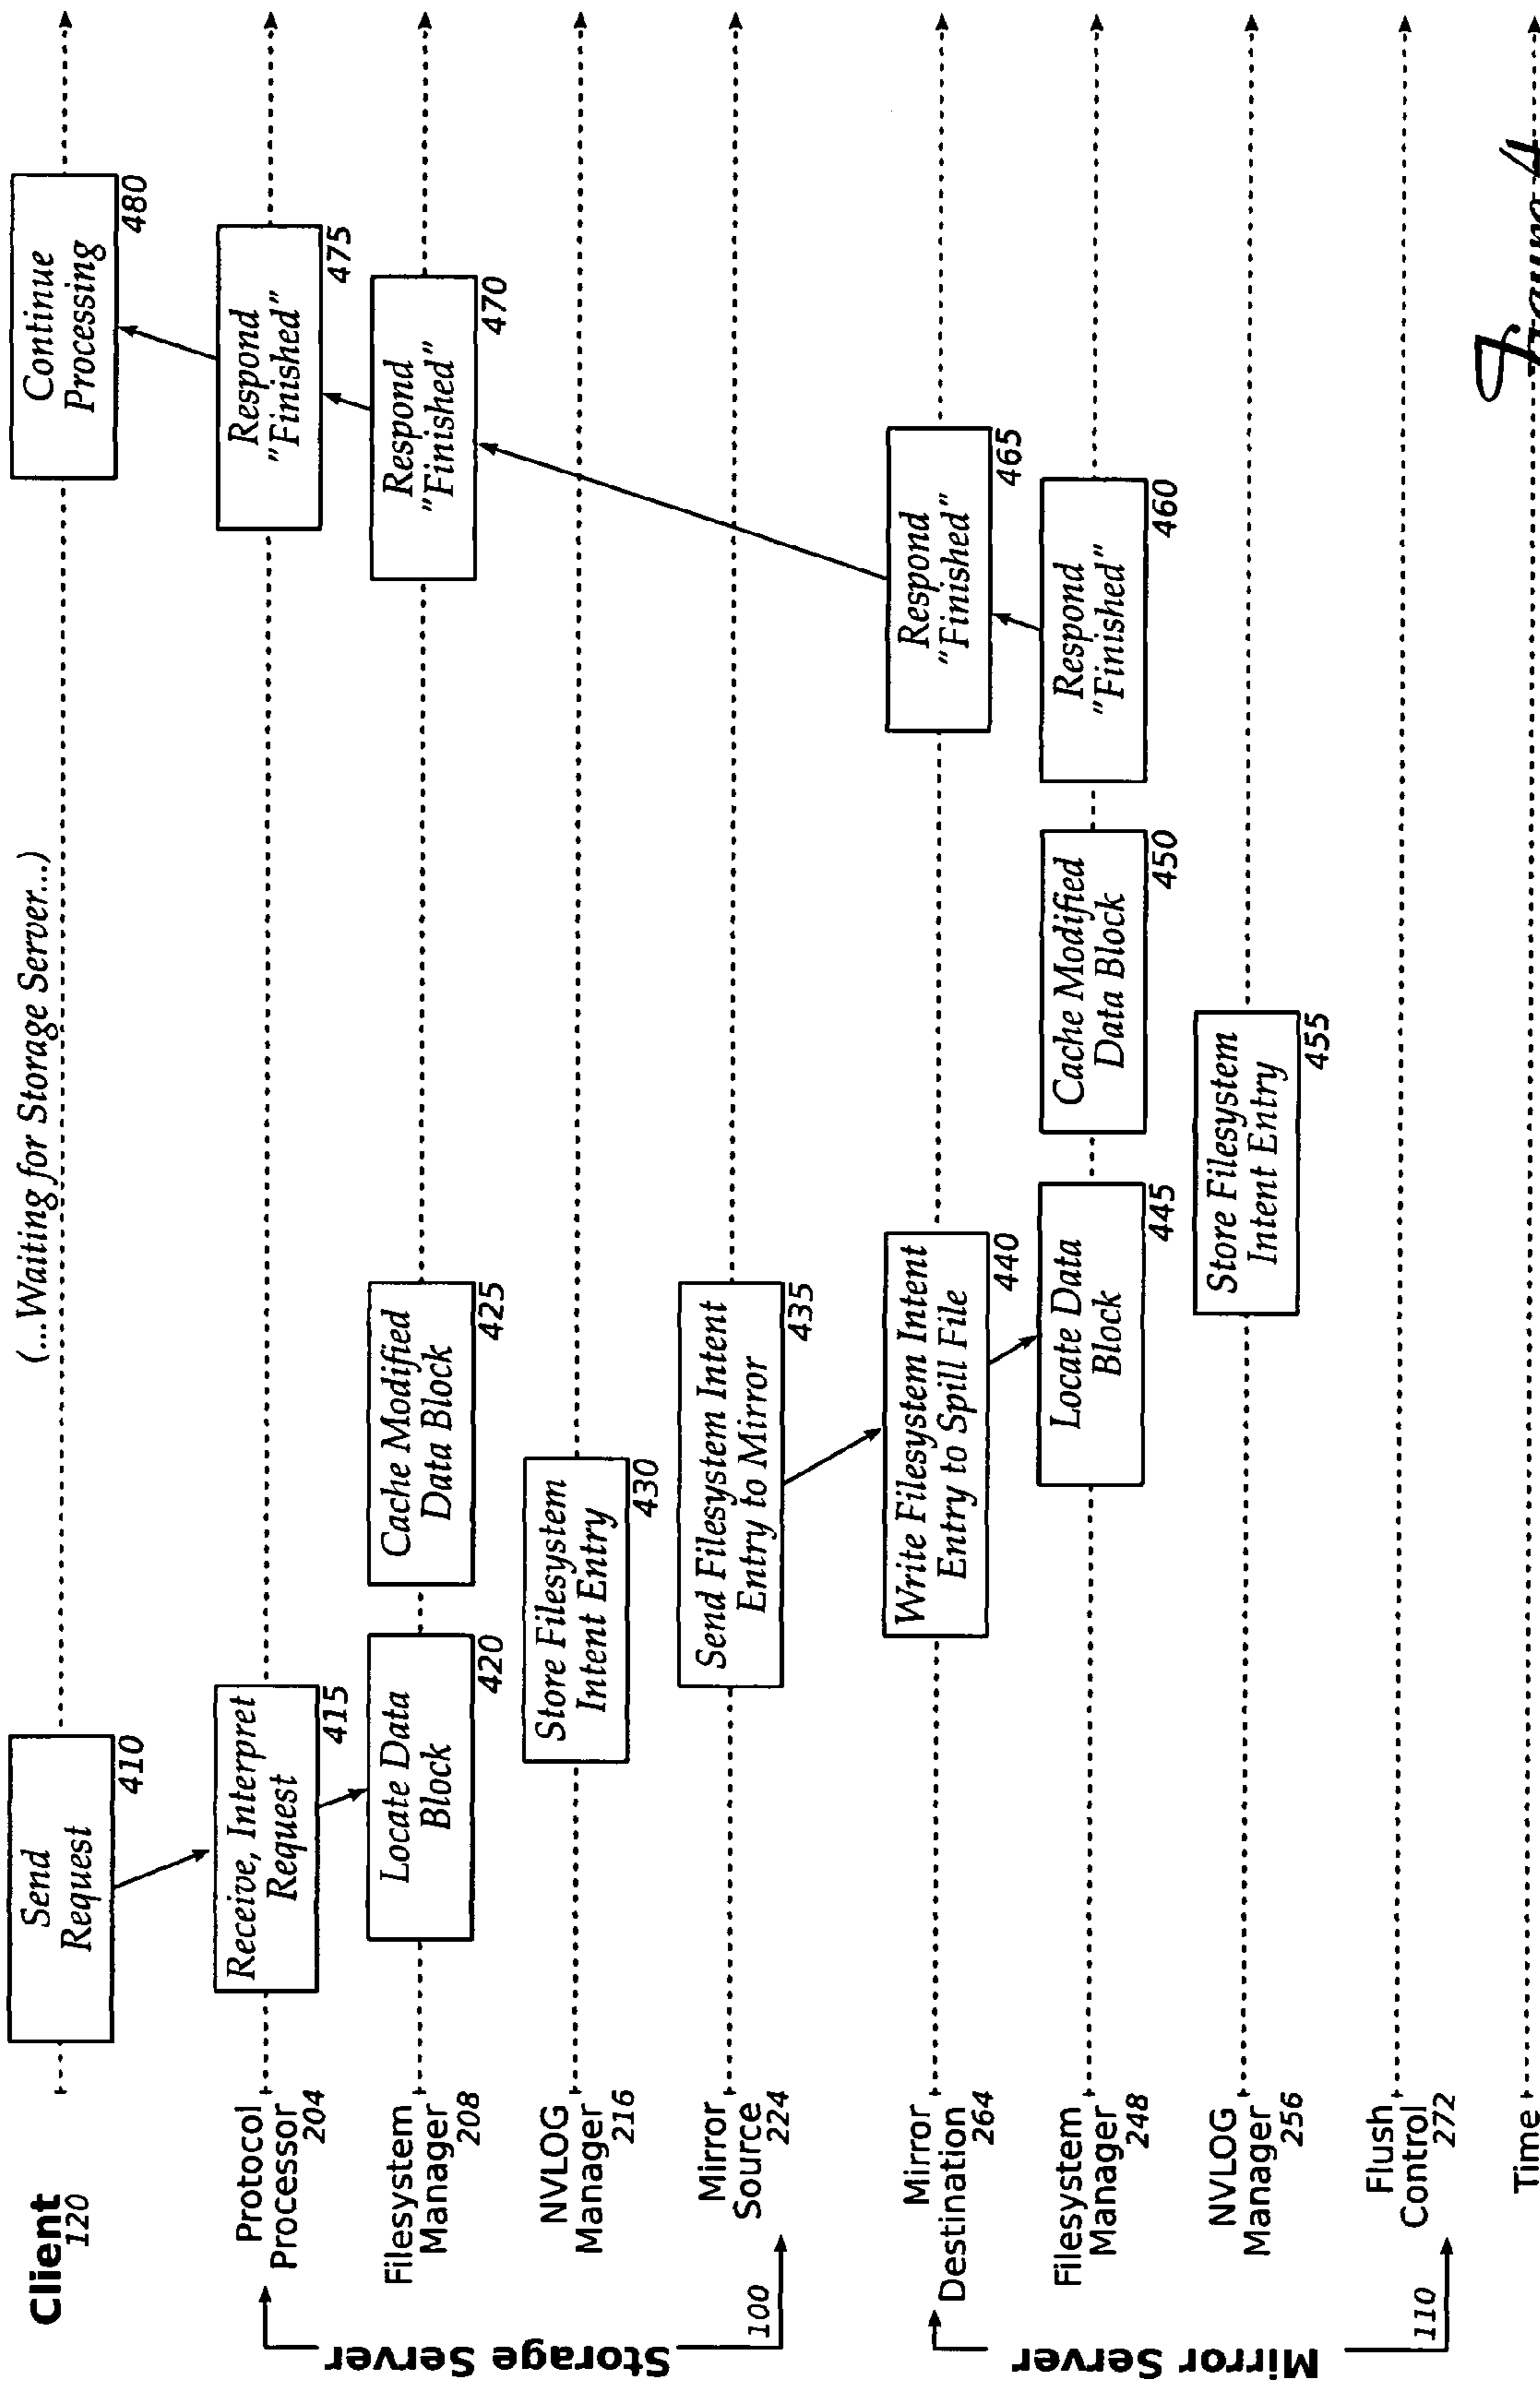 Client
120
Send
Request
410
(...Waiting for Storage Server...)
Continue
Processing
480
Storage Server
100
Protocol
Processor
204
Receive, Interpret
Request
415
Respond
"Finished"
475
Filesystem
Manager
208
Locate Data
Block
420
Cache Modified
Data Block
425
Respond
"Finished"
470
NVLOG
Manager
216
Store Filesystem
Intent Entry
430
Mirror
Source
224
Send Filesystem Intent
Entry to Mirror
435
Mirror Server
110
Mirror
Destination
264
Write Filesystem Intent
Entry to Spill File
440
Respond
"Finished"
465
Filesystem
Manager
248
Locate Data
Block
445
Cache Modified
Data Block
450
Respond
"Finished"
460
NVLOG
Manager
256
Store Filesystem
Intent Entry
455
Flush
Control
272
Time
Figure 4